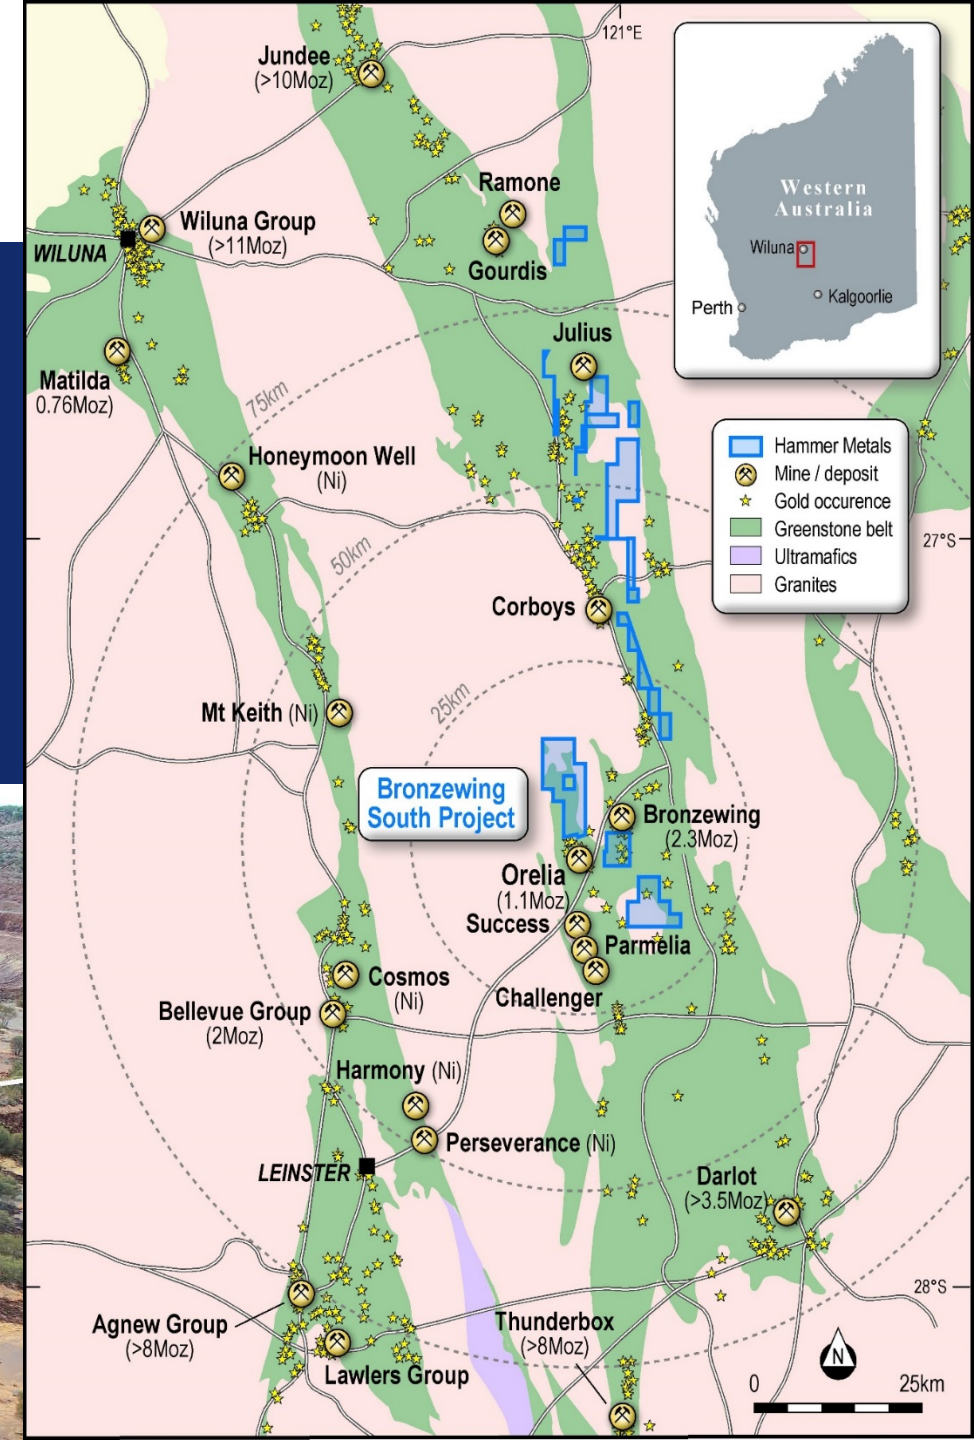 121°E
Jundee
(>10Moz)
Ramone
Gourdis
Wiluna Group
(>11Moz)
WILUNA
Western
Australia
Wiluna
Perth
Kalgoorlie
Julius
Matilda
0.76Moz)
75km
Honeymoon Well
(Ni)
Hammer Metals
Mine / deposit
Gold occurence
Greenstone belt
Ultramafics
Granites
27°S
50km
Corboys
25km
Mt Keith (Ni)
Bronzewing
South Project
Bronzewing
(2.3Moz)
Orelia
(1.1Moz)
Success
Parmelia
Challenger
Cosmos
(Ni)
Bellevue Group
(2Moz)
Harmony (Ni)
Perseverance (Ni)
LEINSTER
Darlot
(>3.5Moz)
28°S
Agnew Group
(>8Moz)
Lawlers Group
Thunderbox
(>8Moz)
N
0 25km